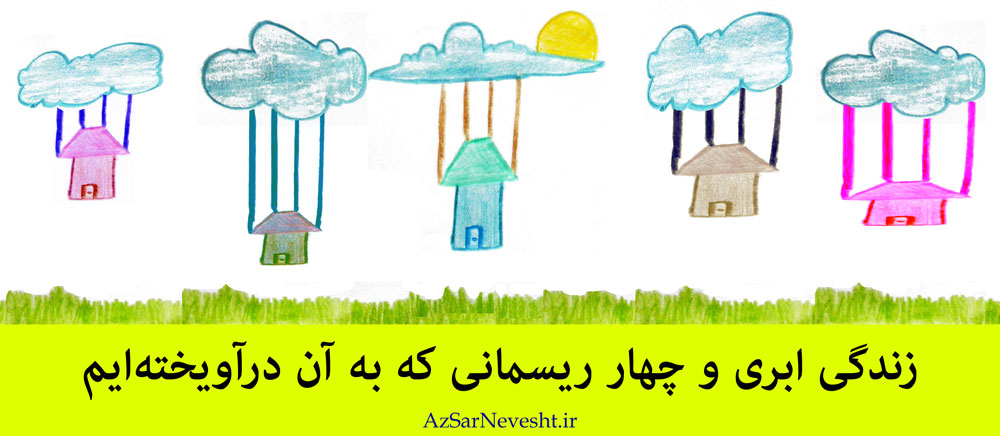 زندگی ابری و چهار ریسمانی که به آن درآویخته‌ایم
AzSarNevesht.ir